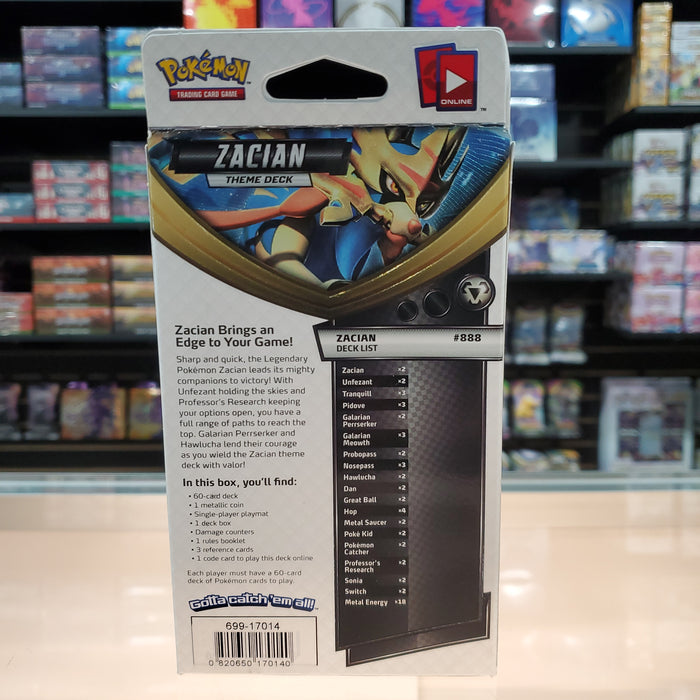 POKéMON
TRADING CARD GAME
ONLINE
TM
ZACIAN
THEME DECK
Zacian Brings an
Edge to Your Game!
Sharp and quick, the Legendary
Pokémon Zacian leads its mighty
companions to victory! With
Unfezant holding the skies and
Professor's Research keeping
your options open, you have a
full range of paths to reach the
top. Galarian Perrserker and
Hawlucha lend their courage
as you wield the Zacian theme
deck with valor!
In this box, you'll find:
• 60-card deck
• 1 metallic coin
• Single-player playmat
• 1 deck box
• Damage counters
• 1 rules booklet
• 3 reference cards
• 1 code card to play this deck online
Each player must have a 60-card
deck of Pokémon cards to play.
Gotta catch 'em all!
699-17014
0 820650 170140
ZACIAN #888
DECK LIST
Zacian ×2
Unfezant ×2
Tranquill ×3
Pidove ×3
Galarian ×2
Perrserker
Galarian ×3
Meowth
Probopass ×2
Nosepass ×3
Hawlucha ×2
Dan ×2
Great Ball ×2
Hop ×4
Metal Saucer ×2
Poké Kid ×2
Pokémon ×2
Catcher
Professor's ×2
Research
Sonia ×2
Switch ×2
Metal Energy ×18